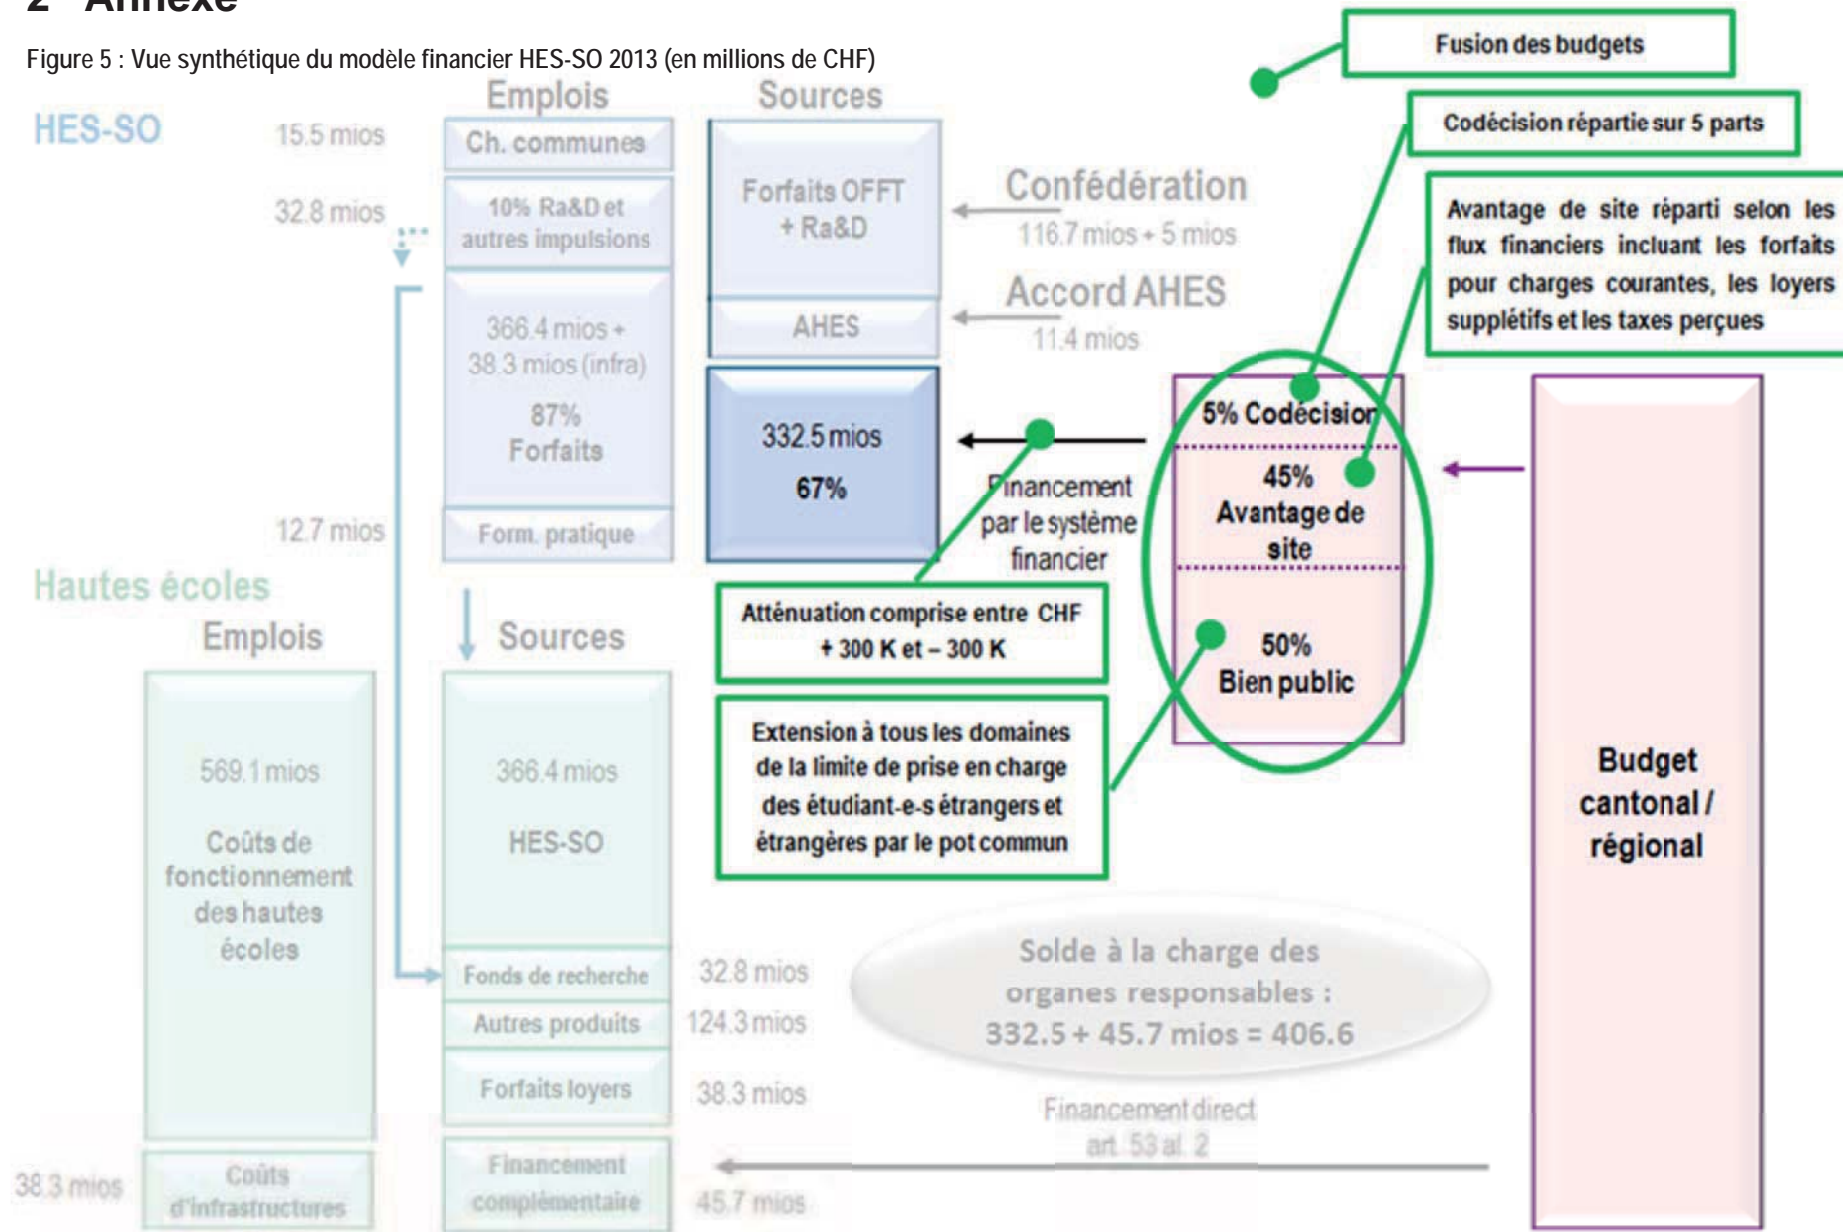 2 Annexe
Figure 5 : Vue synthétique du modèle financier HES-SO 2013 (en millions de CHF)
Fusion des budgets
Codécision répartie sur 5 parts
Avantage de site réparti selon les
flux financiers incluant les forfaits
pour charges courantes, les loyers
supplétifs et les taxes perçues
HES-SO
Emplois
Sources
15.5 mios
Ch. communes
32.8 mios
10% Ra&D et
autres impulsions
366.4 mios +
38.3 mios (infra)
87%
Forfaits
12.7 mios
Form. pratique
Forfaits OFFT
+ Ra&D
AHES
332.5 mios
67%
Confédération
116.7 mios + 5 mios
Accord AHES
11.4 mios
Financement
par le système
financier
5% Codécision
45%
Avantage de
site
50%
Bien public
Budget
cantonal /
régional
Atténuation comprise entre CHF
+ 300 K et – 300 K
Extension à tous les domaines
de la limite de prise en charge
des étudiant-e-s étrangers et
étrangères par le pot commun
Hautes écoles
Emplois
Sources
569.1 mios
Coûts de
fonctionnement
des hautes
écoles
38.3 mios
Coûts
d'infrastructures
366.4 mios
HES-SO
Fonds de recherche
32.8 mios
Autres produits
124.3 mios
Forfaits loyers
38.3 mios
Financement
complémentaire
45.7 mios
Solde à la charge des
organes responsables :
332.5 + 45.7 mios = 406.6
Financement direct
art. 53 al. 2